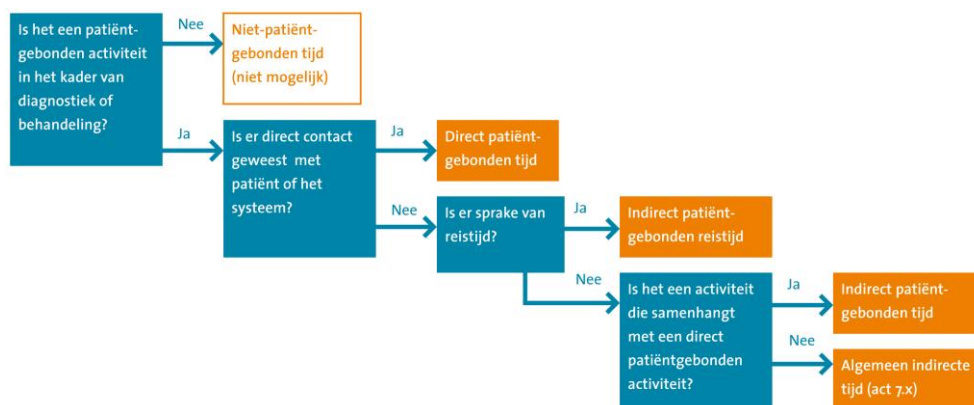 Is het een patiënt-
gebonden activiteit
in het kader van
diagnostiek of
behandeling?
Nee
Niet-patiënt-
gebonden tijd
(niet mogelijk)
Ja
Is er direct contact
geweest met
patiënt of het
systeem?
Ja
Direct patiënt-
gebonden tijd
Nee
Is er sprake van
reistijd?
Ja
Indirect patiënt-
gebonden reistijd
Nee
Is het een activiteit
die samenhangt
met een direct
patiëntgebonden
activiteit?
Ja
Indirect patiënt-
gebonden tijd
Nee
Algemeen indirecte
tijd (act 7.x)